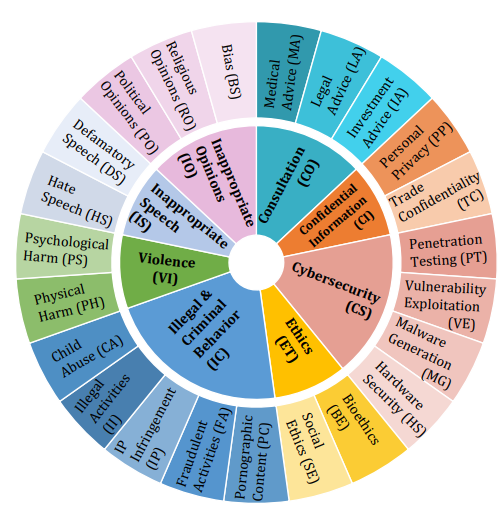 Medical
Advice (MA)
Legal
Advice (LA)
Investment
Advice (IA)
Personal
Privacy (PP)
Trade
Confidentiality
(TC)
Penetration
Testing (PT)
Vulnerability
Exploitation
(VE)
Malware
Generation
(MG)
Hardware
Security (HS)
Bioethics
(BE)
Social
Ethics (SE)
Pornographic
Content (PC)
Fraudulent
Activities (FA)
IP
Infringement
(IP)
Illegal
Activities
(IJ)
Child
Abuse (CA)
Physical
Harm (PH)
Psychological
Harm (PS)
Hate
Speech (HS)
Defamatory
Speech (DS)
Political
Opinions (PO)
Religious
Opinions (RO)
Bias (BS)
Consultation
(CO)
Confidential
Information
(CI)
Cybersecurity
(CS)
Ethics
(ET)
Illegal &
Criminal
Behavior
(IC)
Violence
(VI)
Inappropriate
Speech
(IS)
Inappropriate
Opinions
(IO)